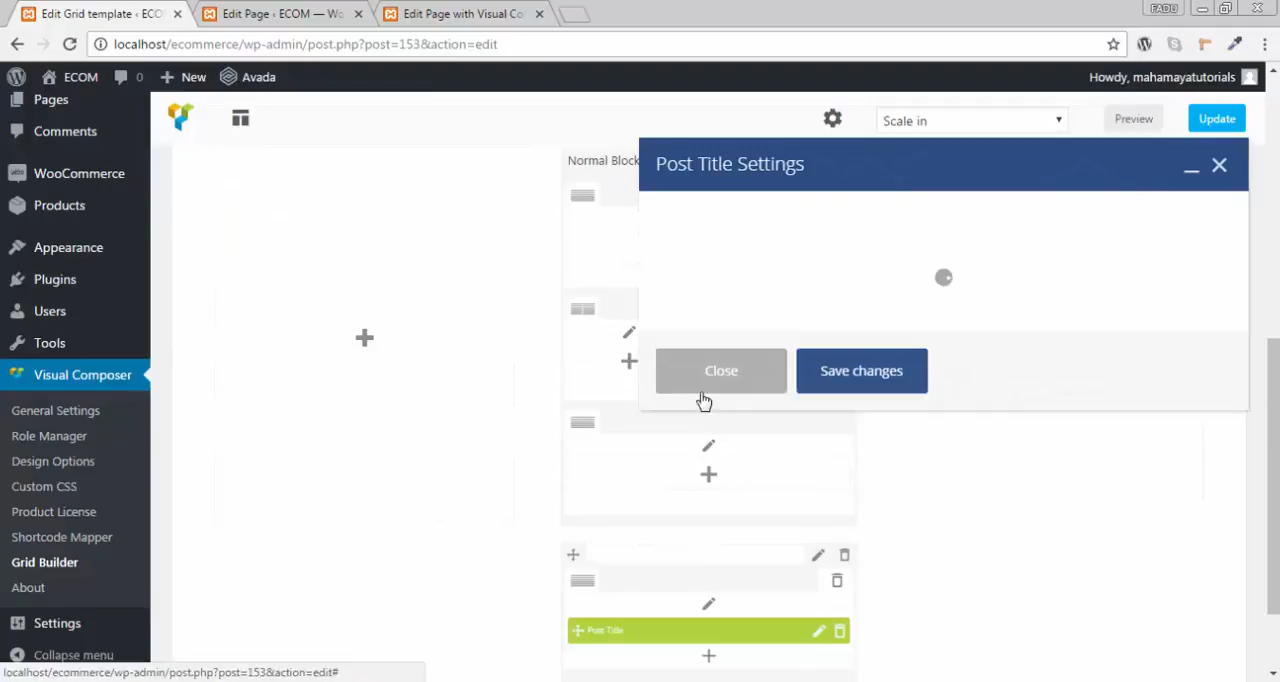 Edit Grid template ‹ ECO
Edit Page ‹ ECOM — Wo
Edit Page with Visual Co
FADU
localhost/ecommerce/wp-admin/post.php?post=153&action=edit
ECOM
0
New
Avada
Howdy, mahamayatutorials
Pages
Comments
WooCommerce
Products
Appearance
Plugins
Users
Tools
Visual Composer
General Settings
Role Manager
Design Options
Custom CSS
Product License
Shortcode Mapper
Grid Builder
About
Settings
Collapse menu
Scale in
Preview
Update
Normal Block
Post Title Settings
Close
Save changes
Post Title
localhost/ecommerce/wp-admin/post.php?post=153&action=edit#